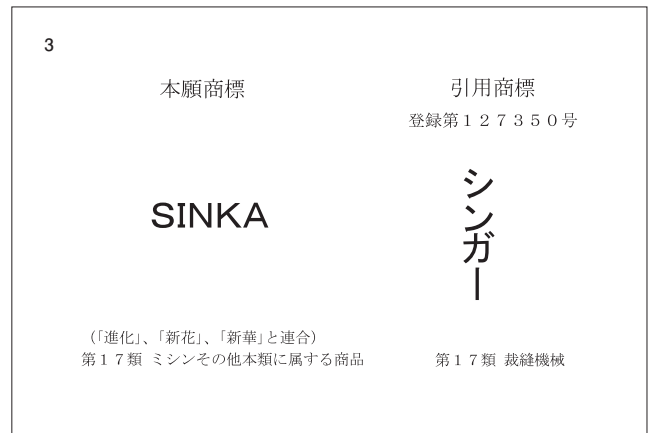 3
本願商標
引用商標
登録第１２７３５０号
SINKA
シンガー
（「進化」、「新花」、「新華」と連合）
第１７類 ミシンその他本類に属する商品
第１７類 裁縫機械